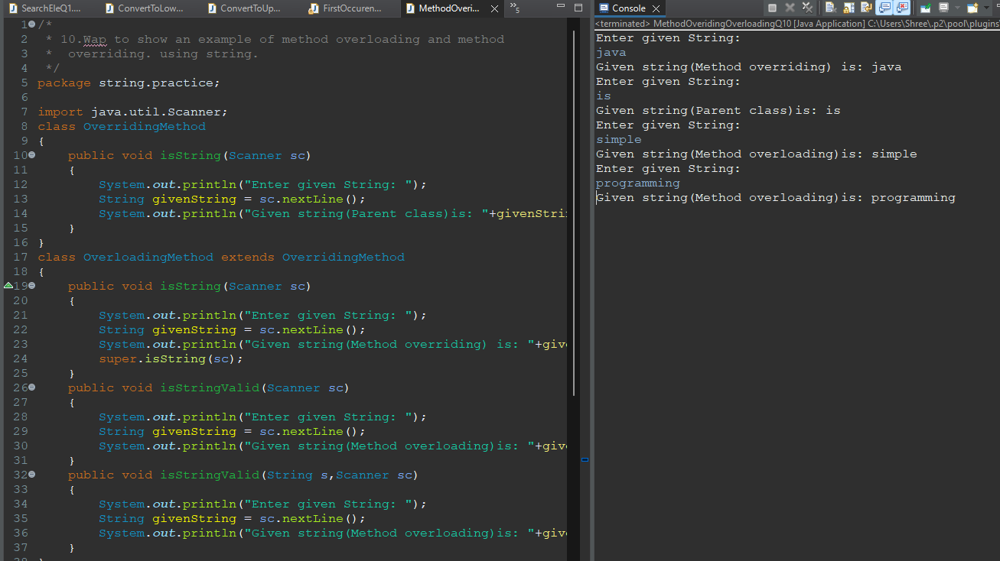 SearchEleQ1....
ConvertToLow...
ConvertToUp...
FirstOccuren...
MethodOveri...
5
1 /*
2 * 10.Wap to show an example of method overloading and method
3 * overriding. using string.
4 */
5 package string.practice;
6
7 import java.util.Scanner;
8 class OverridingMethod
9 {
10 public void isString(Scanner sc)
11 {
12 System.out.println("Enter given String: ");
13 String givenString = sc.nextLine();
14 System.out.println("Given string(Parent class)is: "+givenStri
15 }
16 }
17 class OverloadingMethod extends OverridingMethod
18 {
19 public void isString(Scanner sc)
20 {
21 System.out.println("Enter given String: ");
22 String givenString = sc.nextLine();
23 System.out.println("Given string(Method overriding) is: "+giv
24 super.isString(sc);
25 }
26 public void isStringValid(Scanner sc)
27 {
28 System.out.println("Enter given String: ");
29 String givenString = sc.nextLine();
30 System.out.println("Given string(Method overloading)is: "+give
31 }
32 public void isStringValid(String s,Scanner sc)
33 {
34 System.out.println("Enter given String: ");
35 String givenString = sc.nextLine();
36 System.out.println("Given string(Method overloading)is: "+give
37 }
Console
<terminated> MethodOveridingOverloadingQ10 [Java Application] C:\Users\Shree\.p2\pool\plugins
Enter given String:
java
Given string(Method overriding) is: java
Enter given String:
is
Given string(Parent class)is: is
Enter given String:
simple
Given string(Method overloading)is: simple
Enter given String:
programming
Given string(Method overloading)is: programming